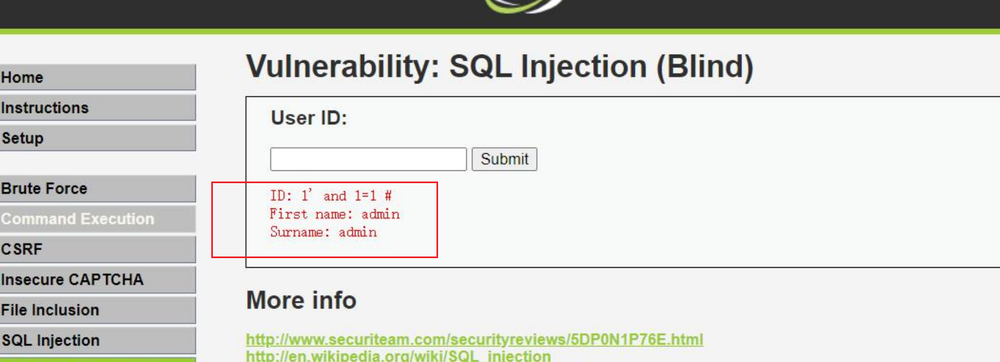 Vulnerability: SQL Injection (Blind)
Home
Instructions
Setup
Brute Force
Command Execution
CSRF
Insecure CAPTCHA
File Inclusion
SQL Injection
User ID:
Submit
ID: 1' and 1=1 #
First name: admin
Surname: admin
More info
http://www.securiteam.com/securityreviews/5DP0N1P76E.html
http://en.wikipedia.org/wiki/SQL_injection